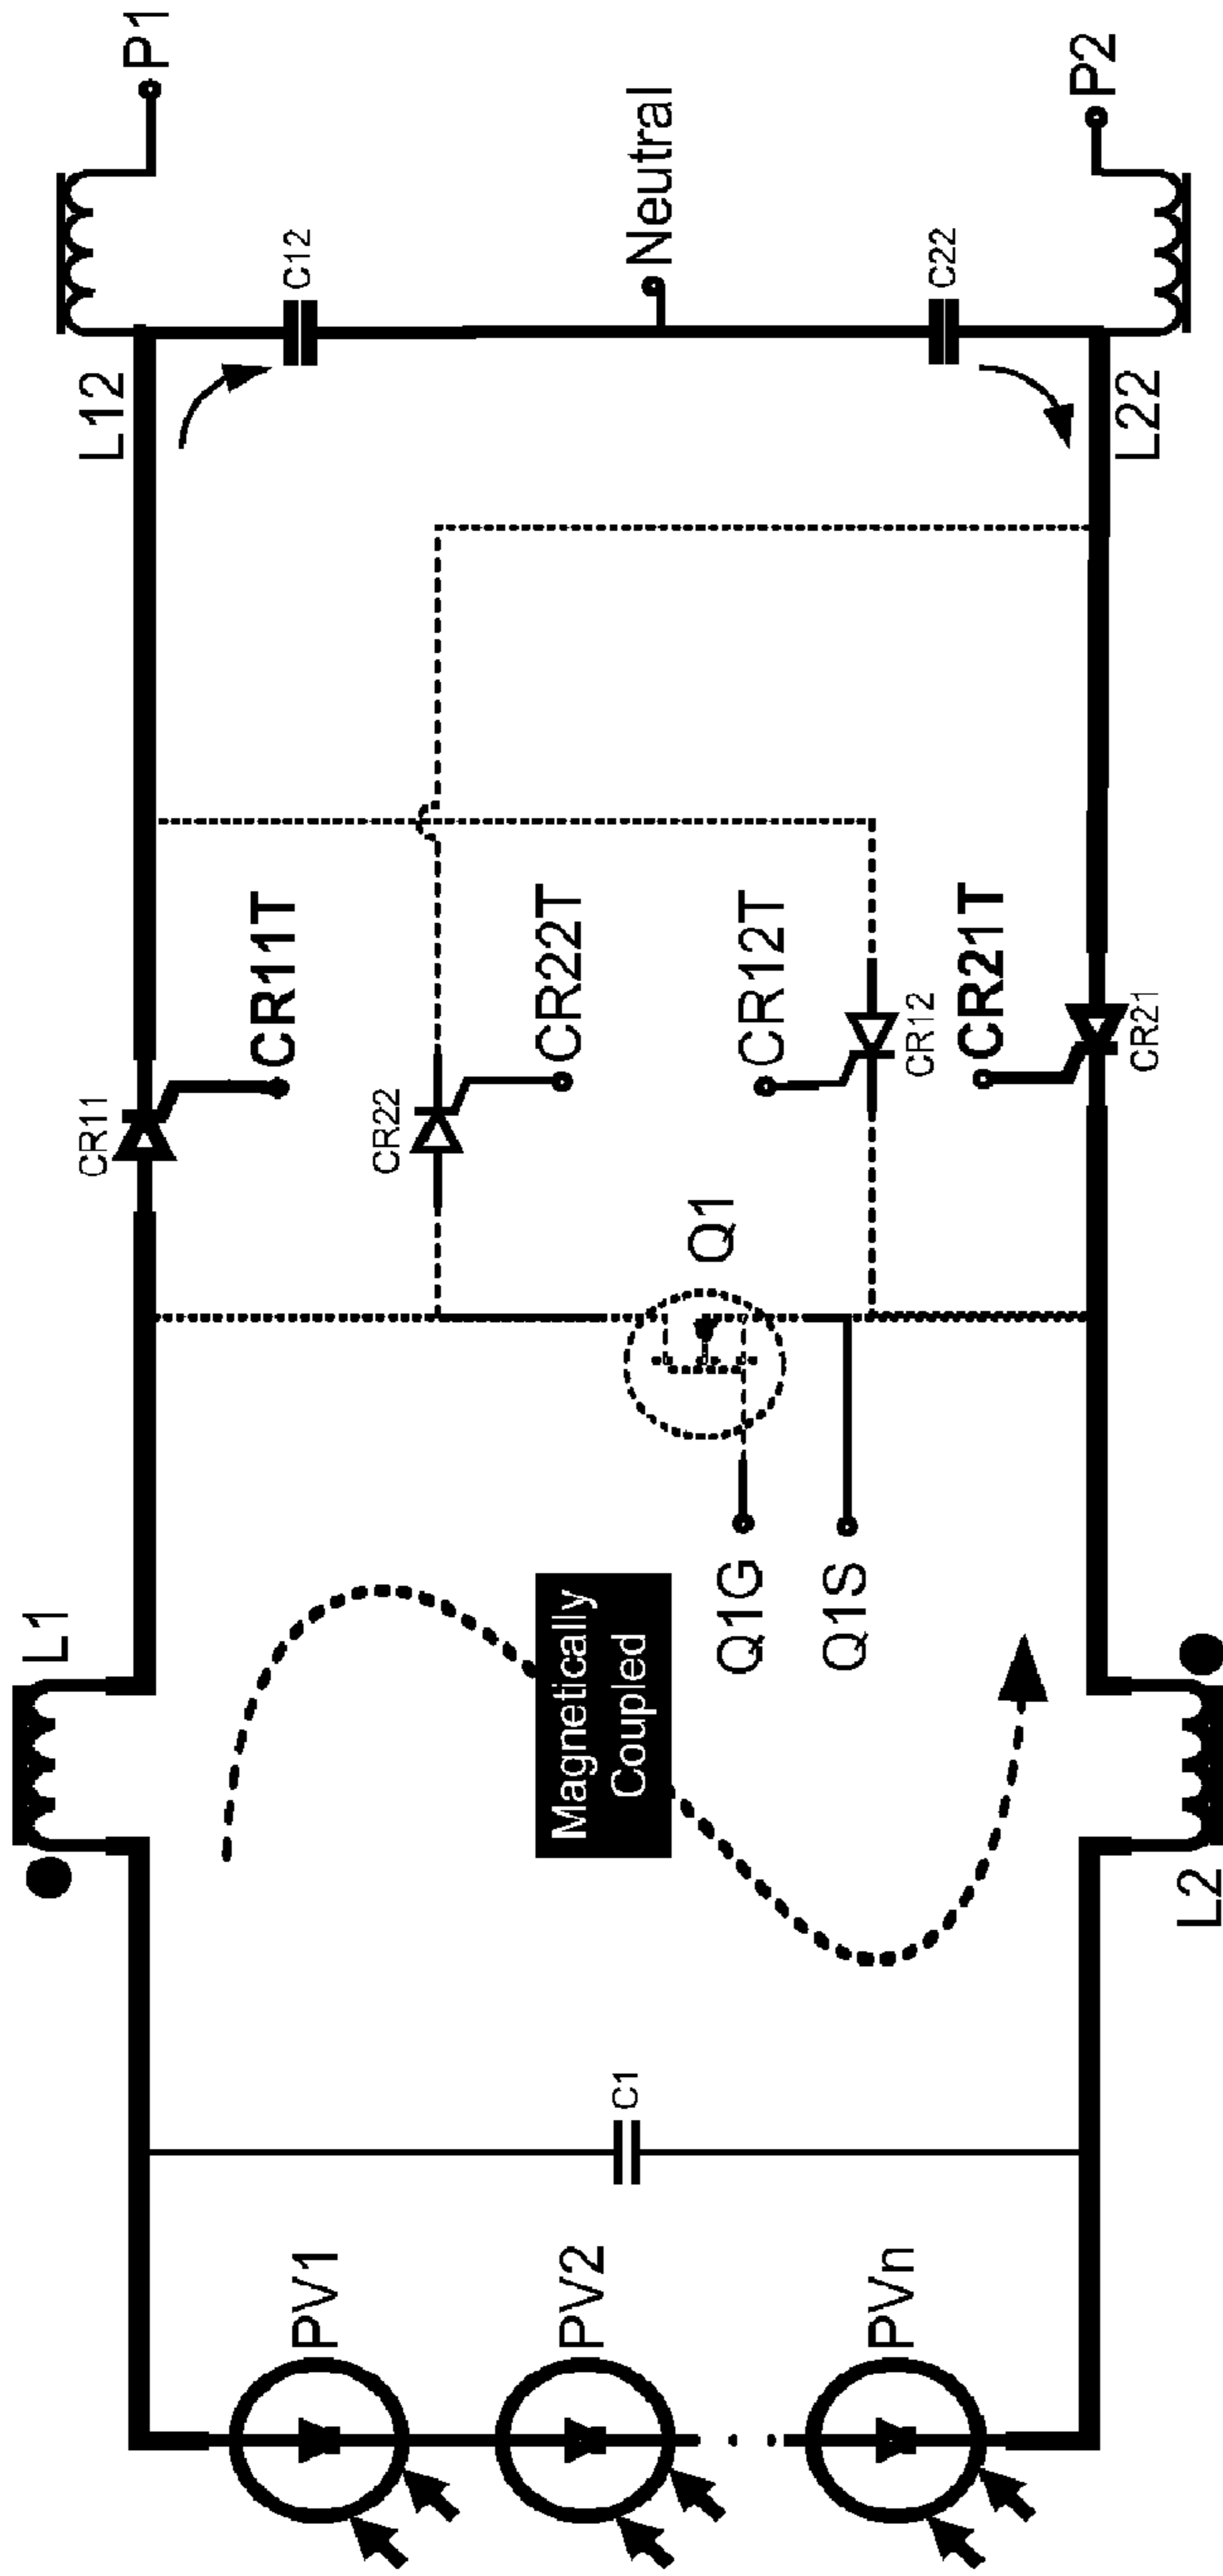 L1
CR11
L12
P1
CR11T
C12
PV1
CR22
CR22T
PV2
C1
Magnetically
Coupled
Q1
Neutral
Q1G
CR12T
Q1S
CR12
PVn
C22
CR21T
CR21
L2
L22
P2